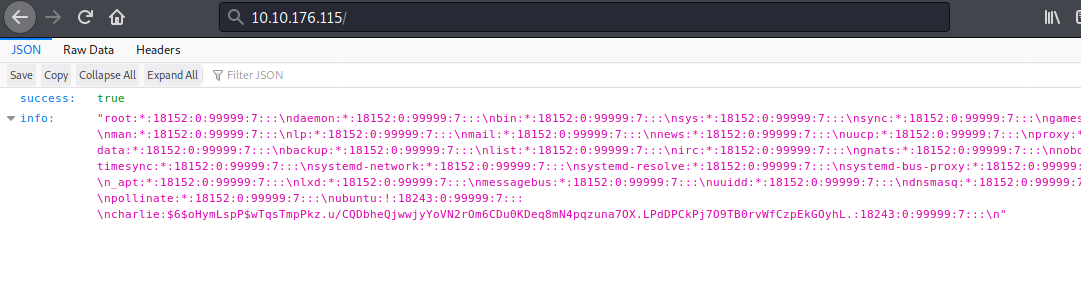 10.10.176.115/
JSON Raw Data Headers
Save Copy Collapse All Expand All Filter JSON
success: true
info: "root:*:18152:0:99999:7:::\ndaemon:*:18152:0:99999:7:::\nbin:*:18152:0:99999:7:::\nsys:*:18152:0:99999:7:::\nsync:*:18152:0:99999:7:::\ngames
\nman:*:18152:0:99999:7:::\nlp:*:18152:0:99999:7:::\nmail:*:18152:0:99999:7:::\nnews:*:18152:0:99999:7:::\nuucp:*:18152:0:99999:7:::\nproxy:*
data:*:18152:0:99999:7:::\nbackup:*:18152:0:99999:7:::\nlist:*:18152:0:99999:7:::\nirc:*:18152:0:99999:7:::\ngnats:*:18152:0:99999:7:::\nnobo
timesync:*:18152:0:99999:7:::\nsystemd-network:*:18152:0:99999:7:::\nsystemd-resolve:*:18152:0:99999:7:::\nsystemd-bus-proxy:*:18152:0:99999:7::
\n_apt:*:18152:0:99999:7:::\nlxd:*:18152:0:99999:7:::\nmessagebus:*:18152:0:99999:7:::\nuuidd:*:18152:0:99999:7:::\ndnsmasq:*:18152:0:99999:7
\npollinate:*:18152:0:99999:7:::\nubuntu:!:18243:0:99999:7:::
\ncharlie:$6$oHymLspP$wTqsTmpPkz.u/CQDbheQjwwjyYoVN2rOm6CDu0KDeq8mN4pqzuna7OX.LPdDPCkPj7O9TB0rvWfCzpEkGOyhL.:18243:0:99999:7:::\n"